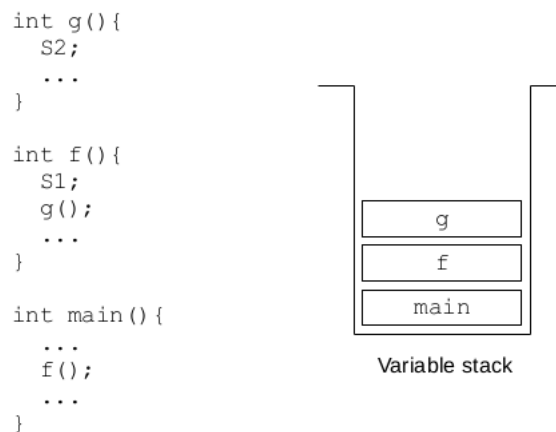 int g(){
  S2;
  ...
}
int f(){
  S1;
  g();
  ...
}
int main(){
  ...
  f();
  ...
}
g
f
main
Variable stack